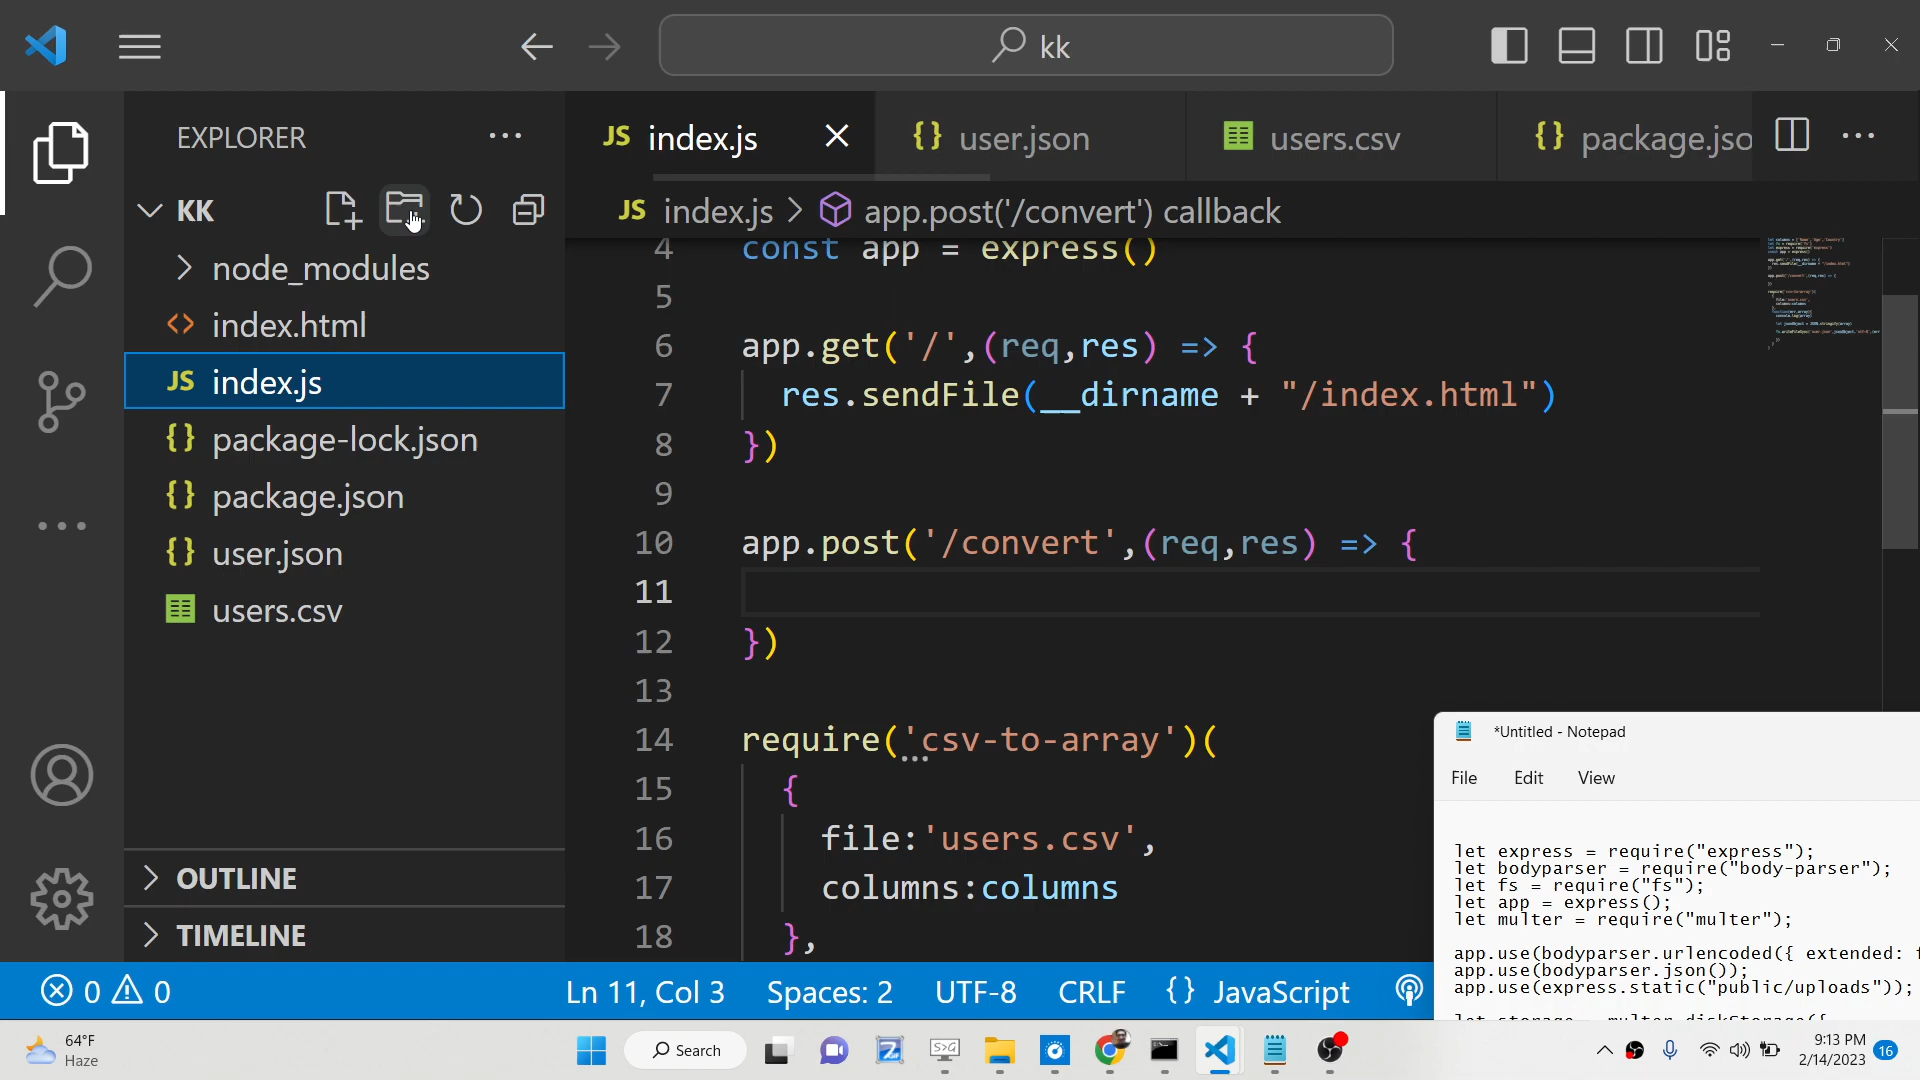 kk
EXPLORER
KK
node_modules
index.html
JS index.js
package-lock.json
package.json
user.json
users.csv
OUTLINE
TIMELINE
JS index.js
{} user.json
users.csv
{} package.jso
JS index.js > app.post('/convert') callback
4 const app = express()
5
6 app.get('/',(req,res) => {
7 res.sendFile(__dirname + "/index.html")
8 })
9
10 app.post('/convert',(req,res) => {
11
12 })
13
14 require('csv-to-array')(
15 {
16 file:'users.csv',
17 columns:columns
18 },
*Untitled - Notepad
File Edit View
let express = require("express");
let bodyparser = require("body-parser");
let fs = require("fs");
let app = express();
let multer = require("multer");
app.use(bodyparser.urlencoded({ extended: f
app.use(bodyparser.json());
app.use(express.static("public/uploads"));
let storage = multer.diskStorage({
0 0
Ln 11, Col 3 Spaces: 2 UTF-8 CRLF {} JavaScript
64°F
Haze
Search
9:13 PM
2/14/2023
16